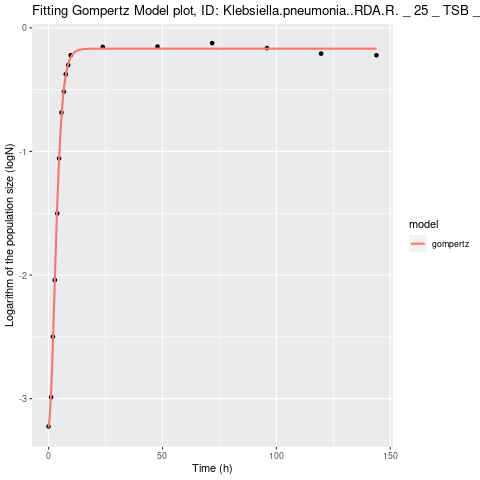 Fitting Gompertz Model plot, ID: Klebsiella.pneumonia..RDA.R. _ 25 _ TSB _
Logarithm of the population size (logN)
0
-1
-2
-3
0 50 100 150
Time (h)
model
gompertz